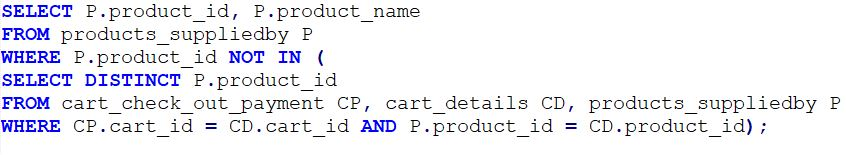 SELECT P.product_id, P.product_name
FROM products_suppliedby P
WHERE P.product_id NOT IN (
SELECT DISTINCT P.product_id
FROM cart_check_out_payment CP, cart_details CD, products_suppliedby P
WHERE CP.cart_id = CD.cart_id AND P.product_id = CD.product_id);